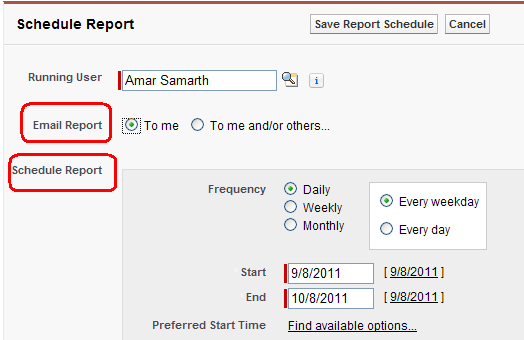 Schedule Report
Save Report Schedule
Cancel
Running User
Amar Samarth
i
Email Report
To me
To me and/or others...
Schedule Report
Frequency
Daily
Weekly
Monthly
Every weekday
Every day
Start
9/8/2011
[ 9/8/2011 ]
End
10/8/2011
[ 9/8/2011 ]
Preferred Start Time
Find available options...